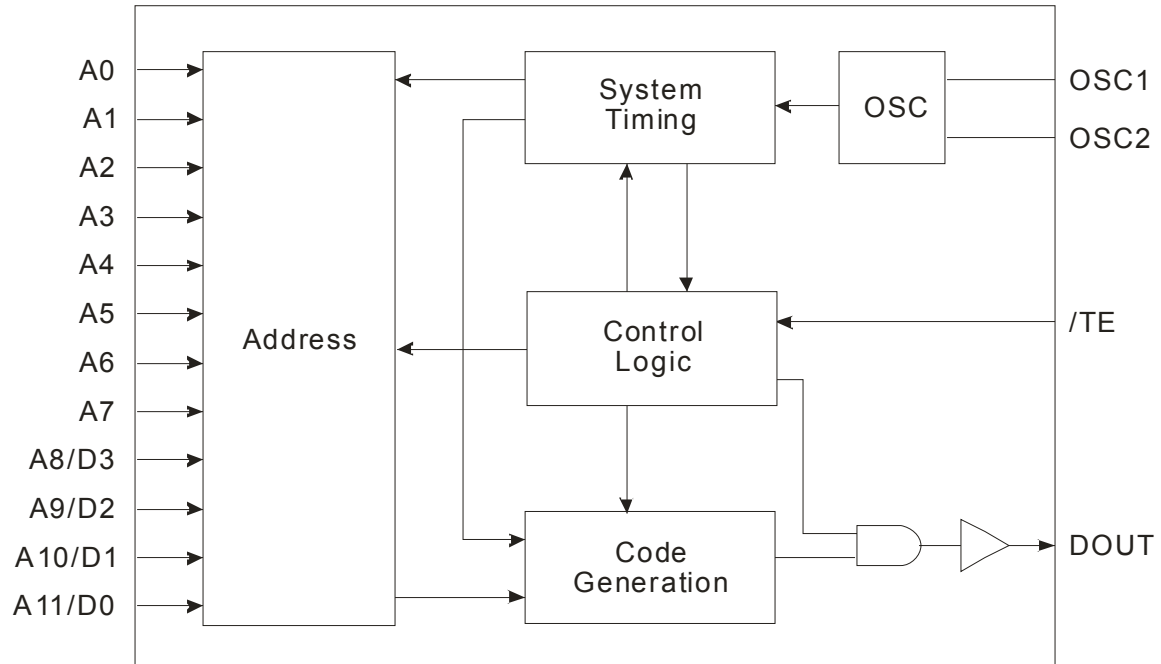 A0
A1
A2
A3
A4
A5
A6
A7
A8/D3
A9/D2
A10/D1
A11/D0
Address
System
Timing
OSC
OSC1
OSC2
Control
Logic
/TE
Code
Generation
DOUT